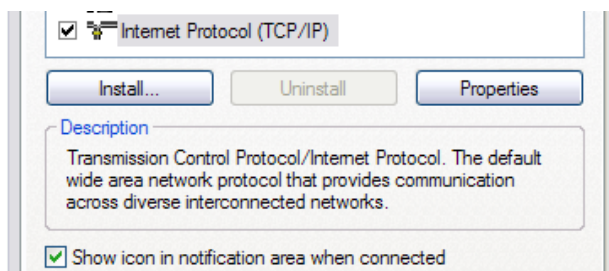 Internet Protocol (TCP/IP)
Install... Uninstall Properties
Description
Transmission Control Protocol/Internet Protocol. The default
wide area network protocol that provides communication
across diverse interconnected networks.
Show icon in notification area when connected